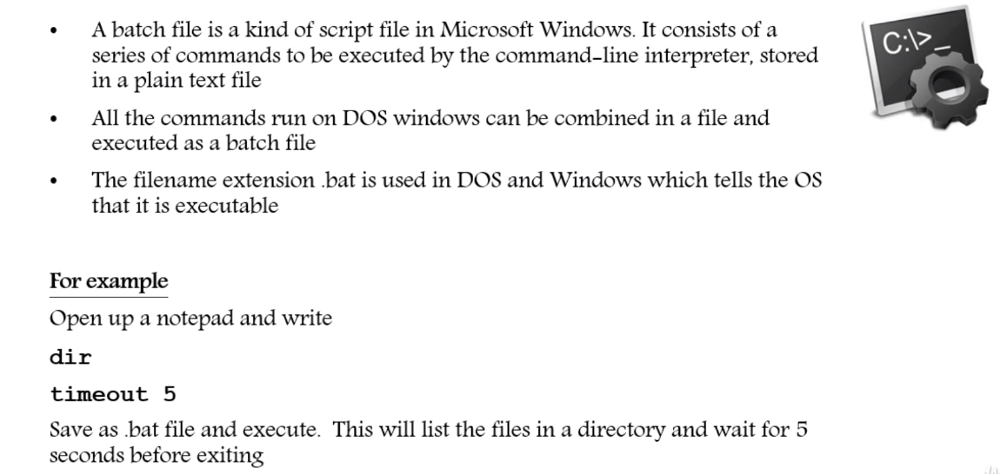 • A batch file is a kind of script file in Microsoft Windows. It consists of a
series of commands to be executed by the command-line interpreter, stored
in a plain text file
• All the commands run on DOS windows can be combined in a file and
executed as a batch file
• The filename extension .bat is used in DOS and Windows which tells the OS
that it is executable
C:\>_
For example
Open up a notepad and write
dir
timeout 5
Save as .bat file and execute.  This will list the files in a directory and wait for 5
seconds before exiting